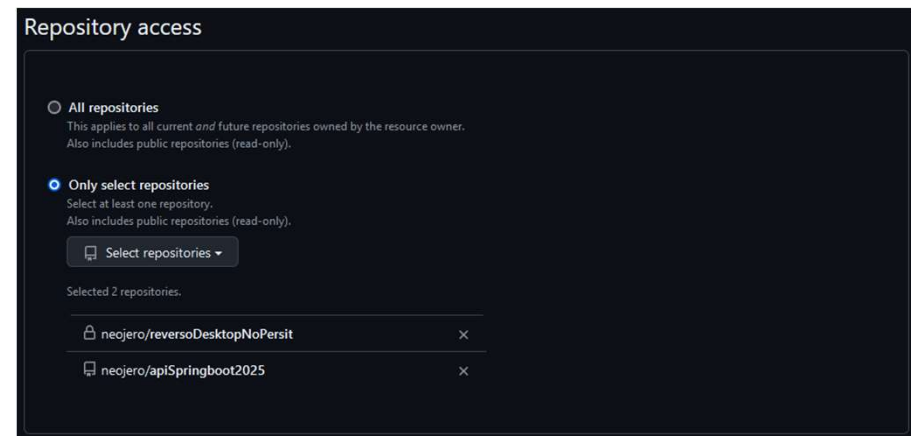 Repository access
All repositories
This applies to all current and future repositories owned by the resource owner.
Also includes public repositories (read-only).
Only select repositories
Select at least one repository.
Also includes public repositories (read-only).
Select repositories
Selected 2 repositories.
neojero/reversoDesktopNoPersit
neojero/apiSpringboot2025